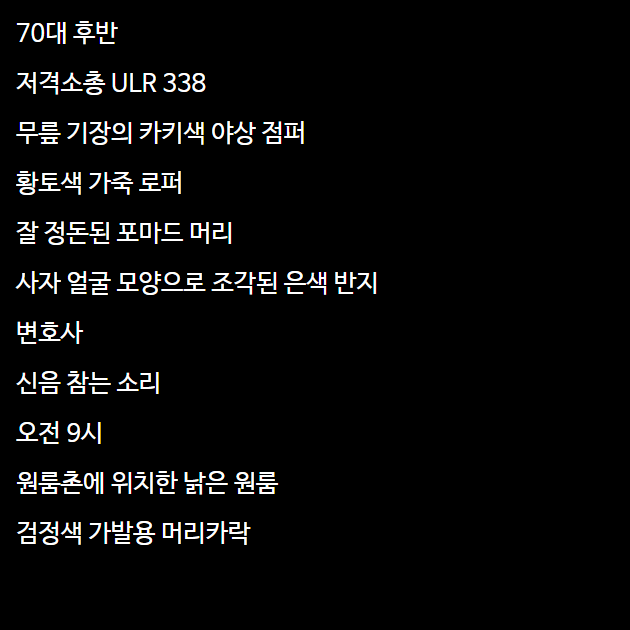 70대 후반
저격소총 ULR 338
무릎 기장의 카키색 야상 점퍼
황토색 가죽 로퍼
잘 정돈된 포마드 머리
사자 얼굴 모양으로 조각된 은색 반지
변호사
신음 참는 소리
오전 9시
원룸촌에 위치한 낡은 원룸
검정색 가발용 머리카락